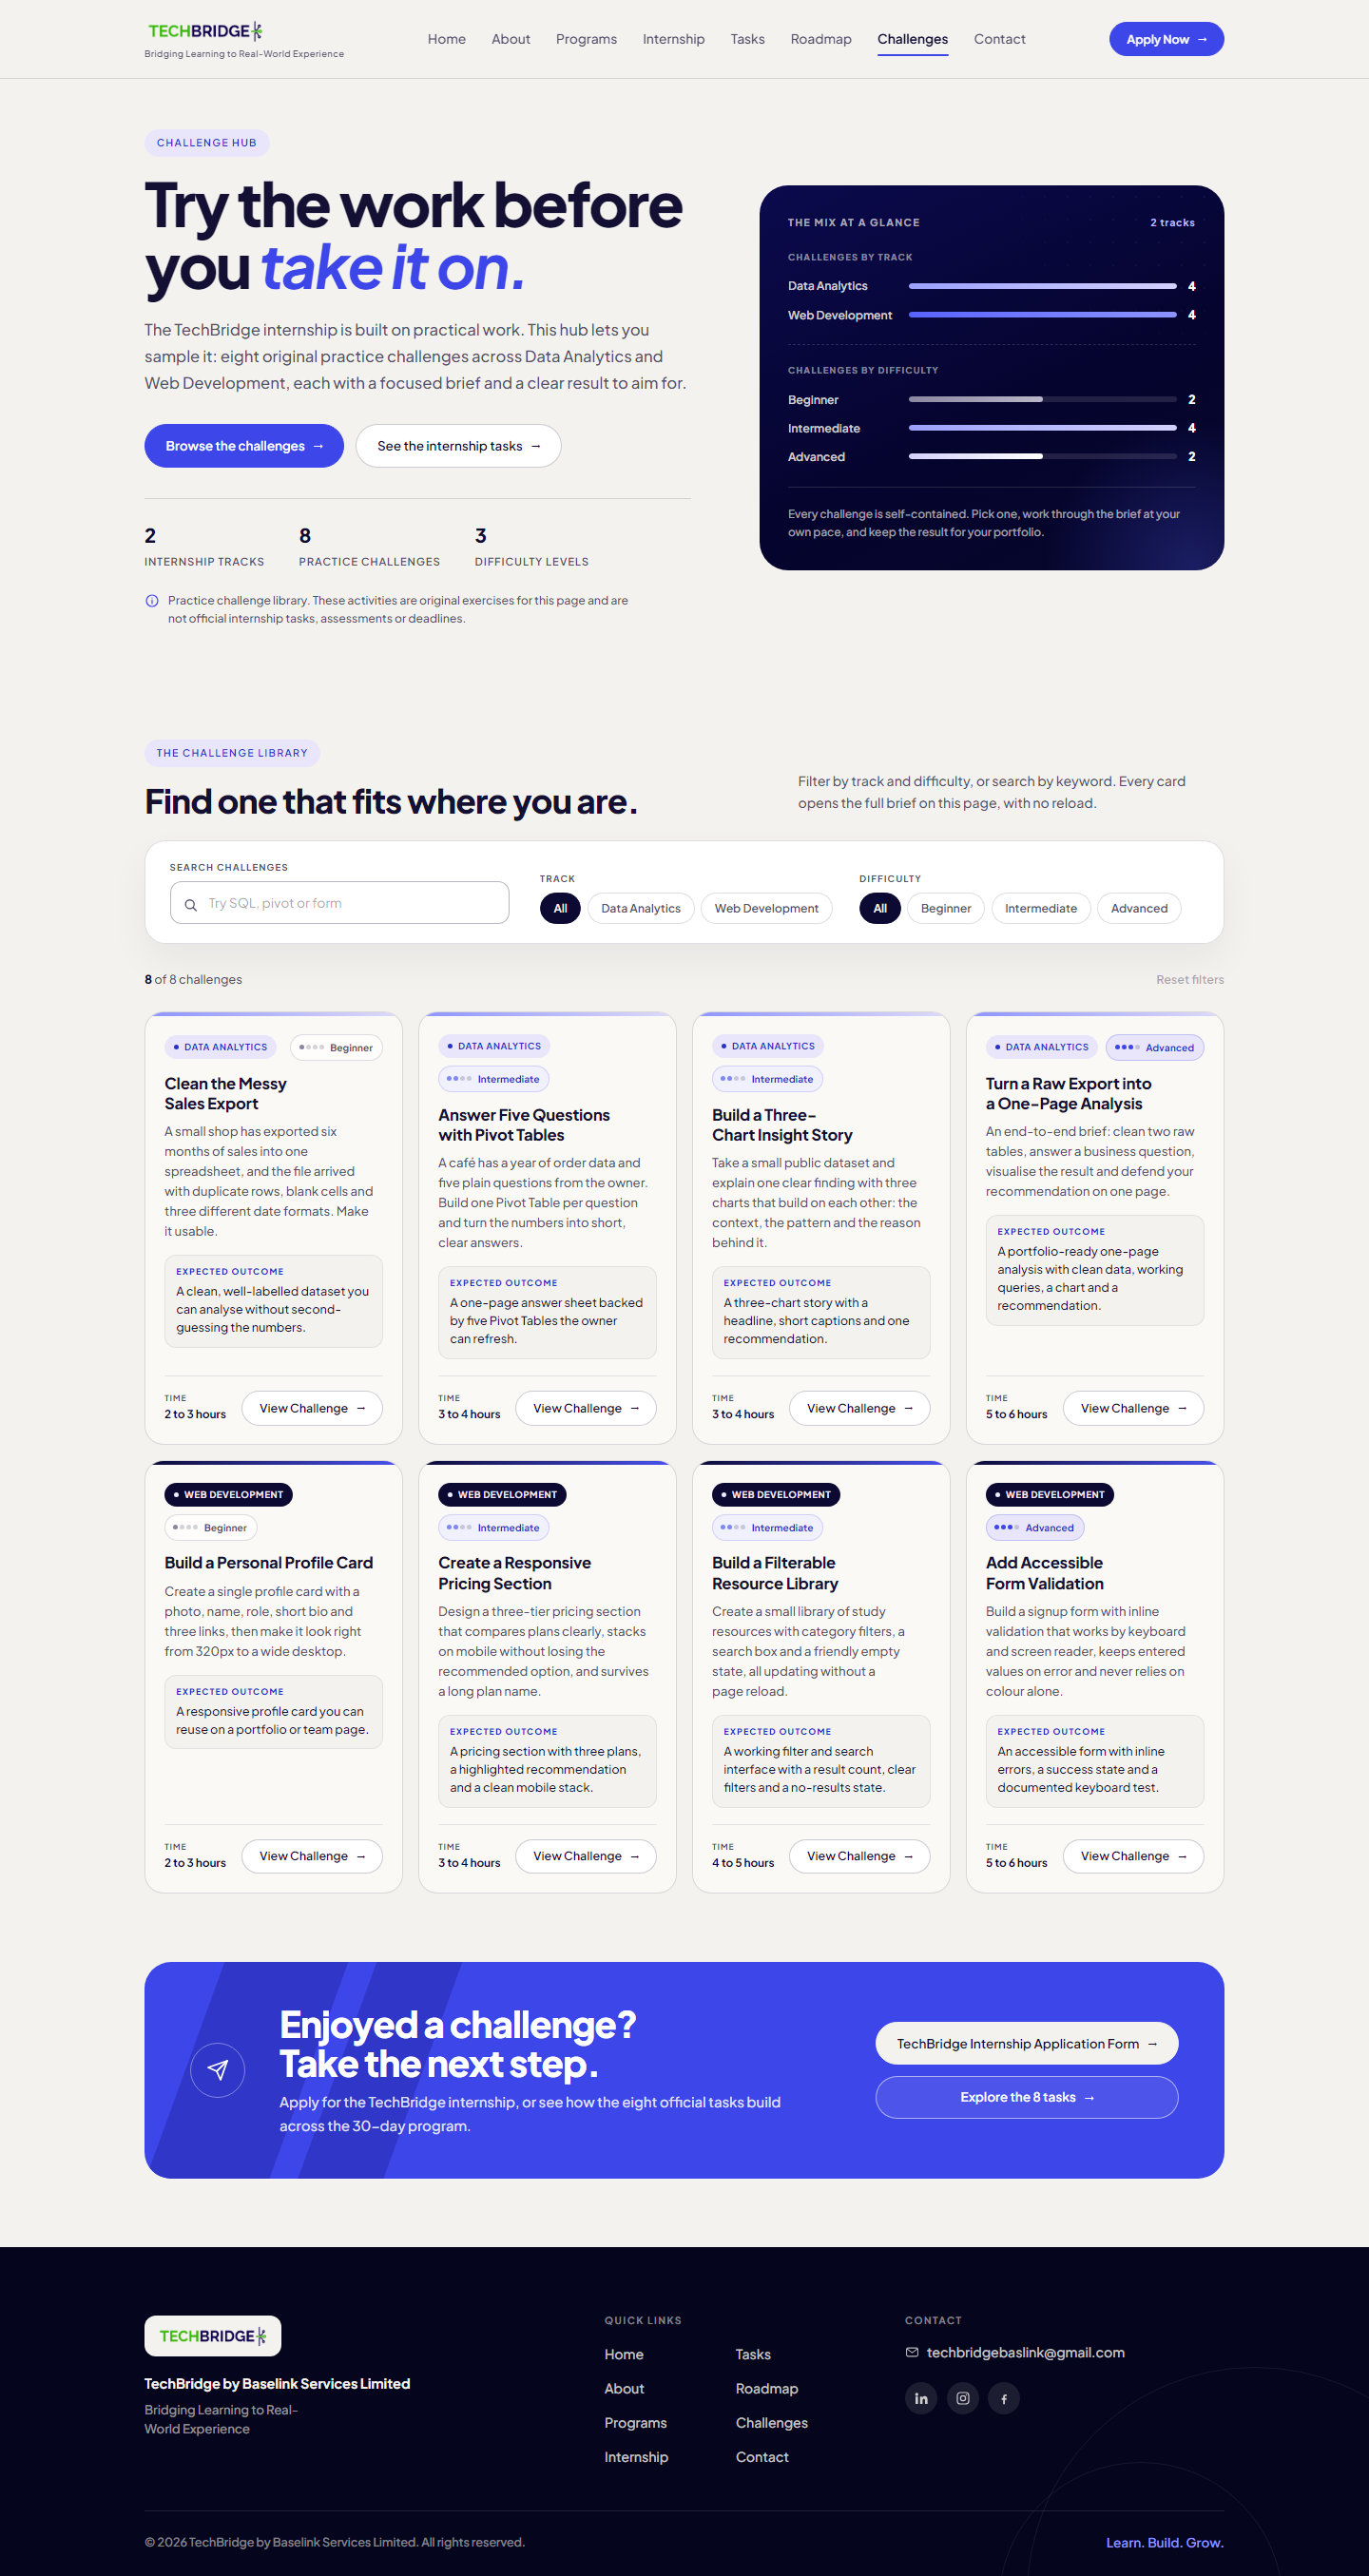 TECHBRIDGE
Bridging Learning to Real-World Experience
Home
About
Programs
Internship
Tasks
Roadmap
Challenges
Contact
Apply Now →
CHALLENGE HUB
Try the work before
you take it on.
The TechBridge internship is built on practical work. This hub lets you
sample it: eight original practice challenges across Data Analytics and
Web Development, each with a focused brief and a clear result to aim for.
Browse the challenges →
See the internship tasks →
2
INTERNSHIP TRACKS
8
PRACTICE CHALLENGES
3
DIFFICULTY LEVELS
Practice challenge library. These activities are original exercises for this page and are
not official internship tasks, assessments or deadlines.
THE MIX AT A GLANCE
2 tracks
CHALLENGES BY TRACK
Data Analytics 4
Web Development 4
CHALLENGES BY DIFFICULTY
Beginner 2
Intermediate 4
Advanced 2
Every challenge is self-contained. Pick one, work through the brief at your
own pace, and keep the result for your portfolio.
THE CHALLENGE LIBRARY
Find one that fits where you are.
Filter by track and difficulty, or search by keyword. Every card
opens the full brief on this page, with no reload.
SEARCH CHALLENGES
Try SQL, pivot or form
TRACK
All
Data Analytics
Web Development
DIFFICULTY
All
Beginner
Intermediate
Advanced
8 of 8 challenges
Reset filters
DATA ANALYTICS
Beginner
Clean the Messy
Sales Export
A small shop has exported six
months of sales into one
spreadsheet, and the file arrived
with duplicate rows, blank cells and
three different date formats. Make
it usable.
EXPECTED OUTCOME
A clean, well-labelled dataset you
can analyse without second-
guessing the numbers.
TIME
2 to 3 hours
View Challenge →
DATA ANALYTICS
Intermediate
Answer Five Questions
with Pivot Tables
A café has a year of order data and
five plain questions from the owner.
Build one Pivot Table per question
and turn the numbers into short,
clear answers.
EXPECTED OUTCOME
A one-page answer sheet backed
by five Pivot Tables the owner
can refresh.
TIME
3 to 4 hours
View Challenge →
DATA ANALYTICS
Intermediate
Build a Three-
Chart Insight Story
Take a small public dataset and
explain one clear finding with three
charts that build on each other: the
context, the pattern and the reason
behind it.
EXPECTED OUTCOME
A three-chart story with a
headline, short captions and one
recommendation.
TIME
3 to 4 hours
View Challenge →
DATA ANALYTICS
Advanced
Turn a Raw Export into
a One-Page Analysis
An end-to-end brief: clean two raw
tables, answer a business question,
visualise the result and defend your
recommendation on one page.
EXPECTED OUTCOME
A portfolio-ready one-page
analysis with clean data, working
queries, a chart and a
recommendation.
TIME
5 to 6 hours
View Challenge →
WEB DEVELOPMENT
Beginner
Build a Personal Profile Card
Create a single profile card with a
photo, name, role, short bio and
three links, then make it look right
from 320px to a wide desktop.
EXPECTED OUTCOME
A responsive profile card you can
reuse on a portfolio or team page.
TIME
2 to 3 hours
View Challenge →
WEB DEVELOPMENT
Intermediate
Create a Responsive
Pricing Section
Design a three-tier pricing section
that compares plans clearly, stacks
on mobile without losing the
recommended option, and survives
a long plan name.
EXPECTED OUTCOME
A pricing section with three plans,
a highlighted recommendation
and a clean mobile stack.
TIME
3 to 4 hours
View Challenge →
WEB DEVELOPMENT
Intermediate
Build a Filterable
Resource Library
Create a small library of study
resources with category filters, a
search box and a friendly empty
state, all updating without a
page reload.
EXPECTED OUTCOME
A working filter and search
interface with a result count, clear
filters and a no-results state.
TIME
4 to 5 hours
View Challenge →
WEB DEVELOPMENT
Advanced
Add Accessible
Form Validation
Build a signup form with inline
validation that works by keyboard
and screen reader, keeps entered
values on error and never relies on
colour alone.
EXPECTED OUTCOME
An accessible form with inline
errors, a success state and a
documented keyboard test.
TIME
5 to 6 hours
View Challenge →
Enjoyed a challenge?
Take the next step.
Apply for the TechBridge internship, or see how the eight official tasks build
across the 30-day program.
TechBridge Internship Application Form →
Explore the 8 tasks →
TECHBRIDGE
TechBridge by Baselink Services Limited
Bridging Learning to Real-
World Experience
QUICK LINKS
Home
About
Programs
Internship
Tasks
Roadmap
Challenges
Contact
CONTACT
techbridgebaslink@gmail.com
© 2026 TechBridge by Baselink Services Limited. All rights reserved.
Learn. Build. Grow.